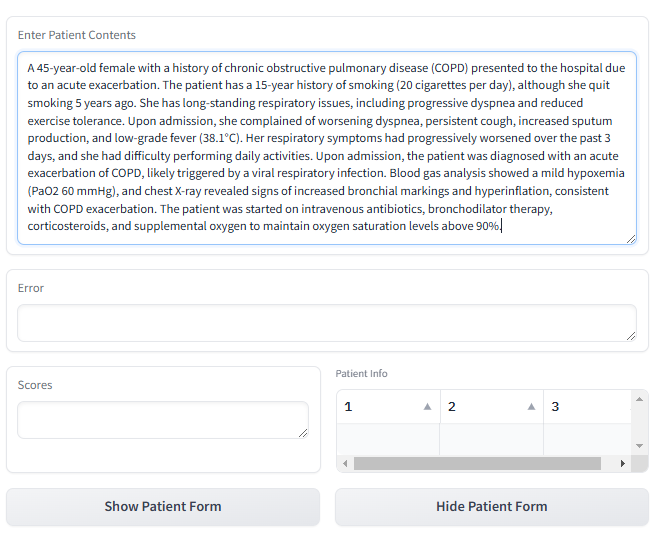 Enter Patient Contents
A 45-year-old female with a history of chronic obstructive pulmonary disease (COPD) presented to the hospital due
to an acute exacerbation. The patient has a 15-year history of smoking (20 cigarettes per day), although she quit
smoking 5 years ago. She has long-standing respiratory issues, including progressive dyspnea and reduced
exercise tolerance. Upon admission, she complained of worsening dyspnea, persistent cough, increased sputum
production, and low-grade fever (38.1°C). Her respiratory symptoms had progressively worsened over the past 3
days, and she had difficulty performing daily activities. Upon admission, the patient was diagnosed with an acute
exacerbation of COPD, likely triggered by a viral respiratory infection. Blood gas analysis showed a mild hypoxemia
(PaO2 60 mmHg), and chest X-ray revealed signs of increased bronchial markings and hyperinflation, consistent
with COPD exacerbation. The patient was started on intravenous antibiotics, bronchodilator therapy,
corticosteroids, and supplemental oxygen to maintain oxygen saturation levels above 90%.
Error
Scores
Patient Info
1 2 3
Show Patient Form
Hide Patient Form